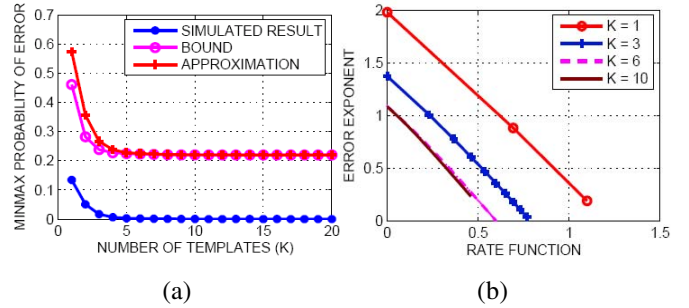 MINMAX PROBABILITY OF ERROR
0.7
0.6
0.5
0.4
0.3
0.2
0.1
0
0 5 10 15 20
NUMBER OF TEMPLATES (K)
SIMULATED RESULT
BOUND
APPROXIMATION
(a)
ERROR EXPONENT
2
1.5
1
0.5
0
0 0.5 1 1.5
RATE FUNCTION
K = 1
K = 3
K = 6
K = 10
(b)